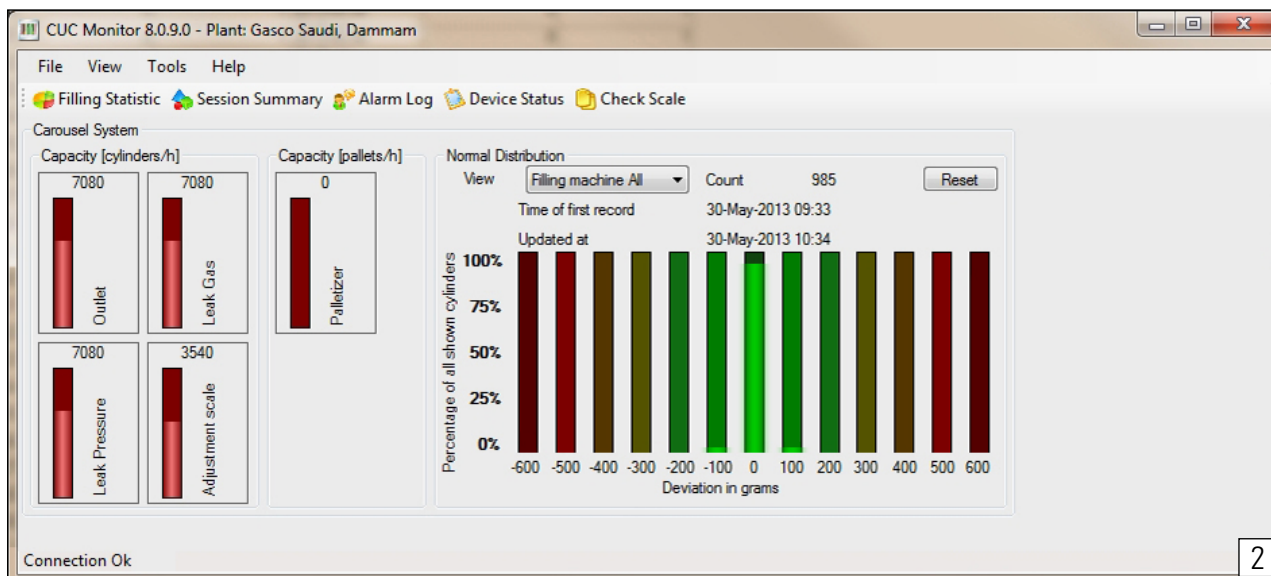 CUC Monitor 8.0.9.0 - Plant: Gasco Saudi, Dammam
File View Tools Help
Filling Statistic Session Summary Alarm Log Device Status Check Scale
Carousel System
Capacity [cylinders/h] Capacity [pallets/h] Normal Distribution
7080 7080 0
Outlet Leak Gas Palletizer
7080 3540
Leak Pressure Adjustment scale
View Filling machine All Count 985 Reset
Time of first record 30-May-2013 09:33
Updated at 30-May-2013 10:34
Percentage of all shown cylinders
100%
75%
50%
25%
0%
-600 -500 -400 -300 -200 -100 0 100 200 300 400 500 600
Deviation in grams
Connection Ok
2